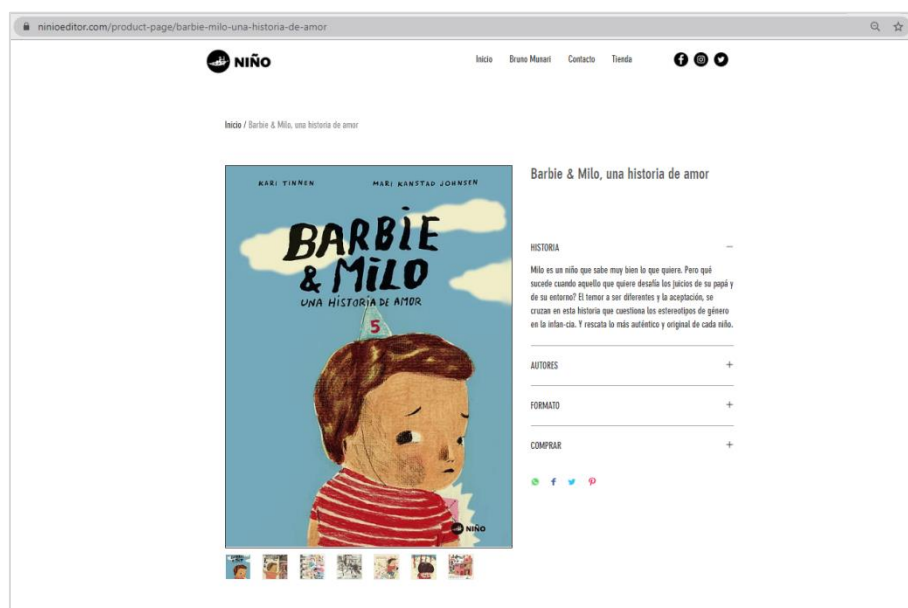 ninioeditor.com/product-page/barbie-milo-una-historia-de-amor
NIÑO
Inicio Bruno Munari Contacto Tienda
Inicio / Barbie & Milo, una historia de amor
KARI TINNEN MARI KANSTAD JOHNSEN
BARBIE
& MILO
UNA HISTORIA DE AMOR
5
NIÑO
Barbie & Milo, una historia de amor
HISTORIA
Milo es un niño que sabe muy bien lo que quiere. Pero qué
sucede cuando aquello que quiere desafía los juicios de su papá y
de su entorno? El temor a ser diferentes y la aceptación, se
cruzan en esta historia que cuestiona los estereotipos de género
en la infan-cia. Y rescata lo más auténtico y original de cada niño.
AUTORES
FORMATO
COMPRAR